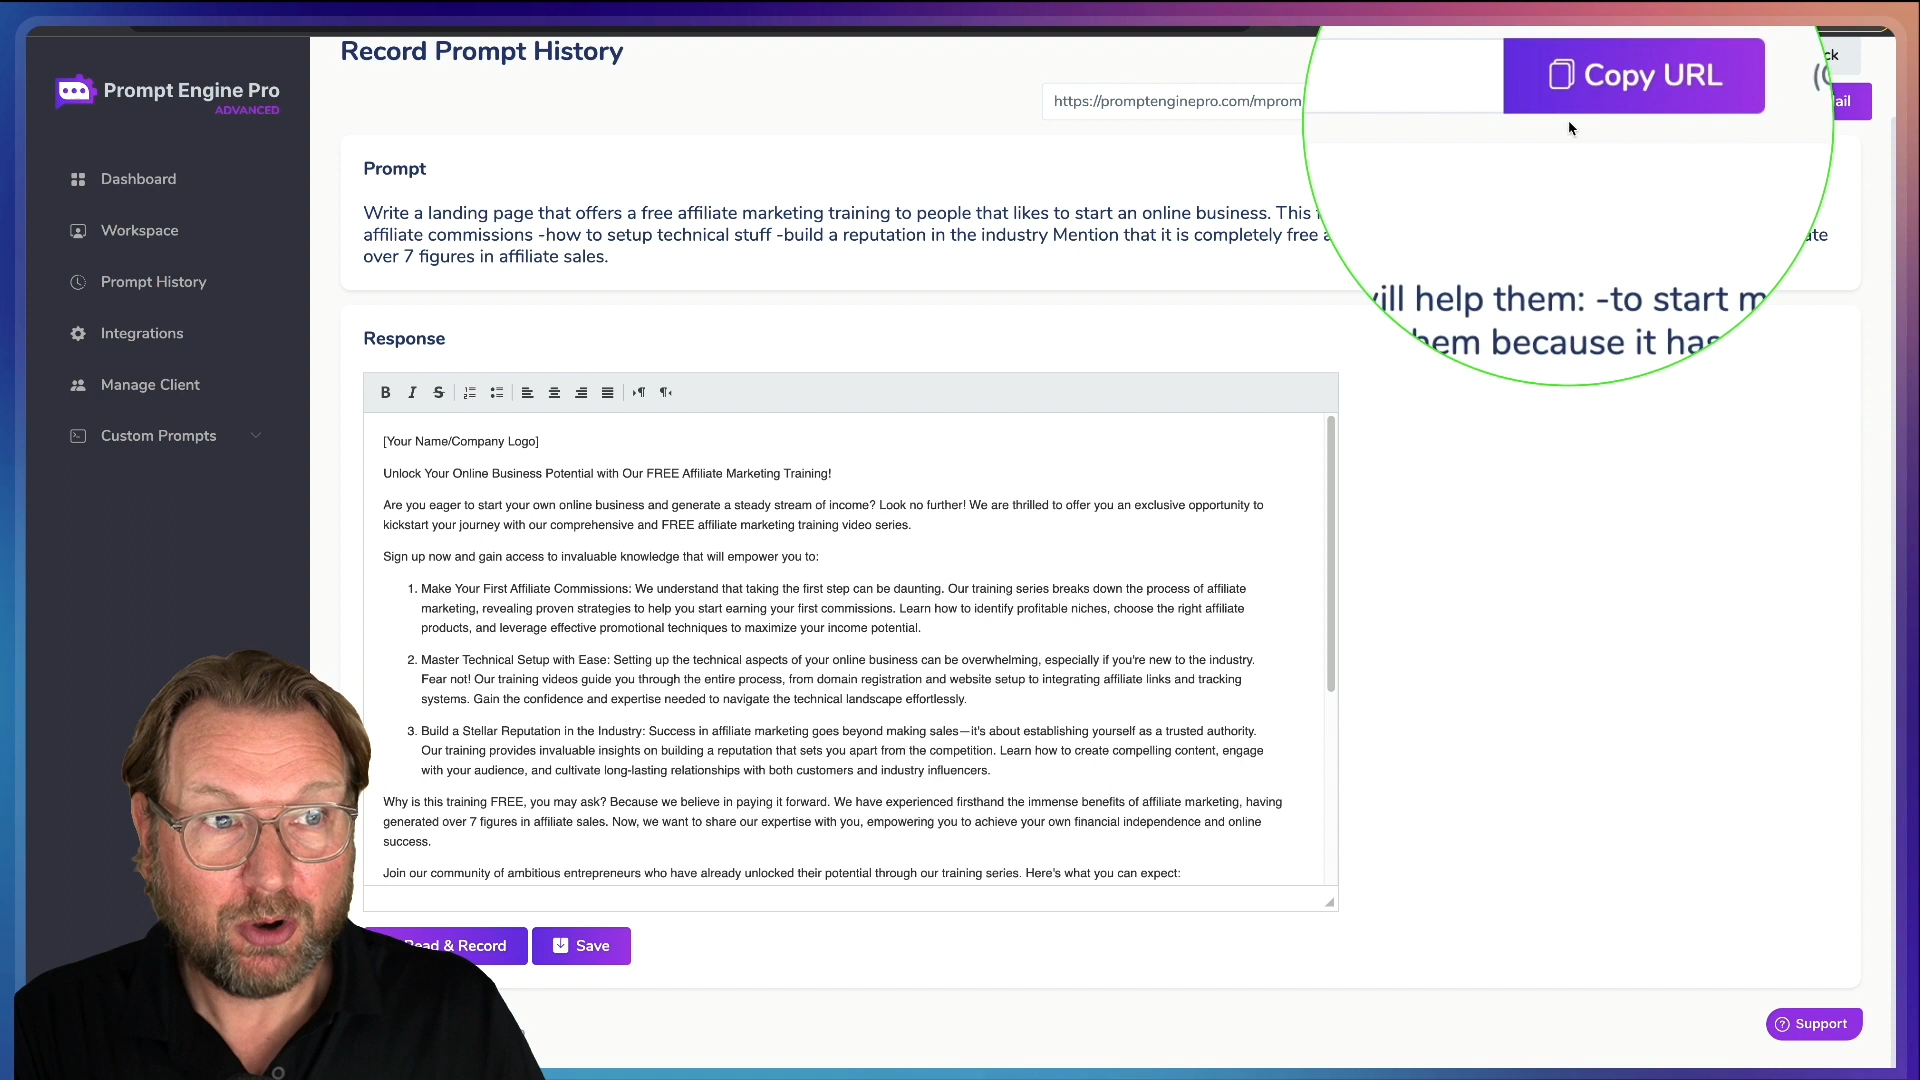 Record Prompt History
Prompt Engine Pro
ADVANCED
Dashboard
Workspace
Prompt History
Integrations
Manage Client
Custom Prompts
https://promptenginepro.com/mprom
Copy URL
Prompt
Write a landing page that offers a free affiliate marketing training to people that likes to start an online business. This
affiliate commissions -how to setup technical stuff -build a reputation in the industry Mention that it is completely free
over 7 figures in affiliate sales.
help them: -to start
because it has
Response
[Your Name/Company Logo]
Unlock Your Online Business Potential with Our FREE Affiliate Marketing Training!
Are you eager to start your own online business and generate a steady stream of income? Look no further! We are thrilled to offer you an exclusive opportunity to
kickstart your journey with our comprehensive and FREE affiliate marketing training video series.
Sign up now and gain access to invaluable knowledge that will empower you to:
1. Make Your First Affiliate Commissions: We understand that taking the first step can be daunting. Our training series breaks down the process of affiliate
marketing, revealing proven strategies to help you start earning your first commissions. Learn how to identify profitable niches, choose the right affiliate
products, and leverage effective promotional techniques to maximize your income potential.
2. Master Technical Setup with Ease: Setting up the technical aspects of your online business can be overwhelming, especially if you're new to the industry.
Fear not! Our training videos guide you through the entire process, from domain registration and website setup to integrating affiliate links and tracking
systems. Gain the confidence and expertise needed to navigate the technical landscape effortlessly.
3. Build a Stellar Reputation in the Industry: Success in affiliate marketing goes beyond making sales—it's about establishing yourself as a trusted authority.
Our training provides invaluable insights on building a reputation that sets you apart from the competition. Learn how to create compelling content, engage
with your audience, and cultivate long-lasting relationships with both customers and industry influencers.
Why is this training FREE, you may ask? Because we believe in paying it forward. We have experienced firsthand the immense benefits of affiliate marketing, having
generated over 7 figures in affiliate sales. Now, we want to share our expertise with you, empowering you to achieve your own financial independence and online
success.
Join our community of ambitious entrepreneurs who have already unlocked their potential through our training series. Here's what you can expect:
Read & Record
Save
Support